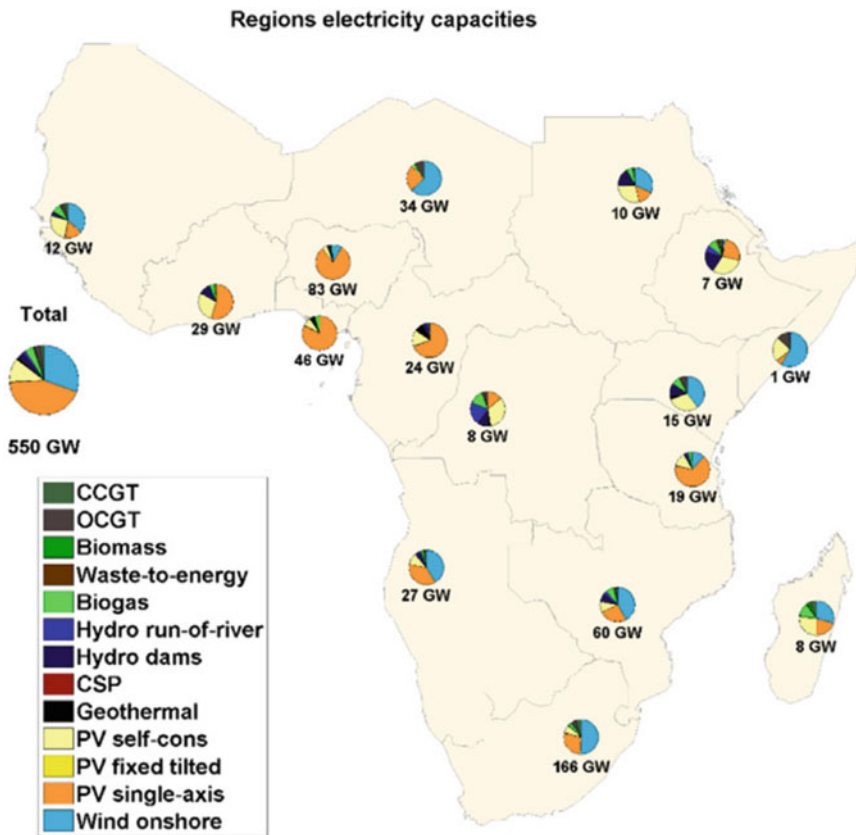 Regions electricity capacities
34 GW
10 GW
12 GW
7 GW
83 GW
29 GW
Total
46 GW
24 GW
1 GW
15 GW
8 GW
550 GW
19 GW
CCGT
OCGT
Biomass
Waste-to-energy
Biogas
Hydro run-of-river
Hydro dams
CSP
Geothermal
PV self-cons
PV fixed tilted
PV single-axis
Wind onshore
27 GW
60 GW
8 GW
166 GW